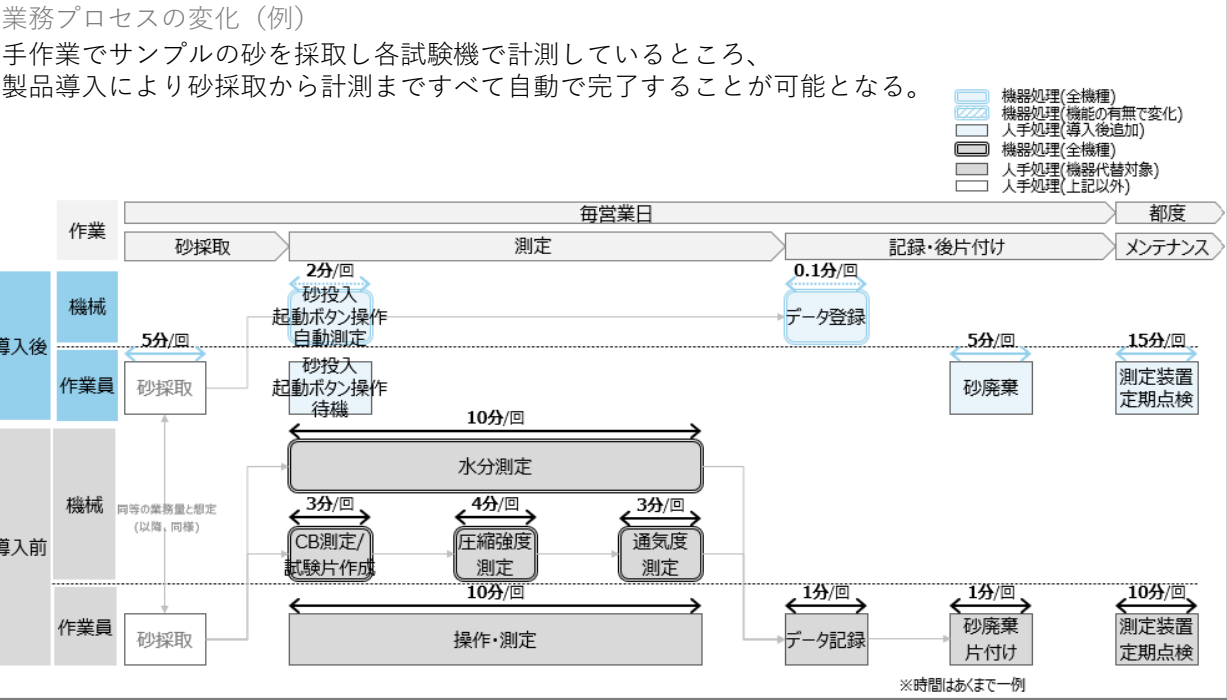 業務プロセスの変化（例）
手作業でサンプルの砂を採取し各試験機で計測しているところ、
製品導入により砂採取から計測まですべて自動で完了することが可能となる。
機器処理(全機種)
機器処理(機能の有無で変化)
人手処理(導入後追加)
機器処理(全機種)
人手処理(機器代替対象)
人手処理(上記以外)
作業
毎営業日
都度
砂採取
測定
記録・後片付け
メンテナンス
導入後
機械
2分/回
砂投入
起動ボタン操作
自動測定
0.1分/回
データ登録
作業員
5分/回
砂採取
砂投入
起動ボタン操作
待機
5分/回
砂廃棄
15分/回
測定装置
定期点検
導入前
機械
同等の業務量と想定
(以降、同様)
10分/回
水分測定
3分/回
CB測定/
試験片作成
4分/回
圧縮強度
測定
3分/回
通気度
測定
作業員
砂採取
10分/回
操作・測定
1分/回
データ記録
1分/回
砂廃棄
片付け
10分/回
測定装置
定期点検
※時間はあくまで一例